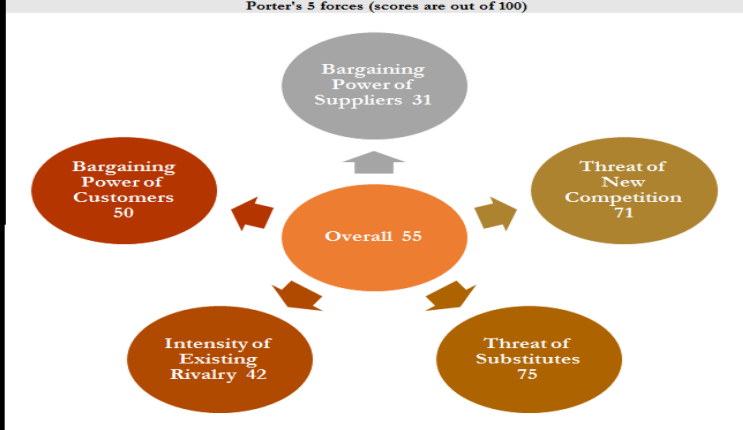 Porter's 5 forces (scores are out of 100)
Bargaining
Power of
Suppliers 31
Bargaining
Power of
Customers
50
Threat of
New
Competition
71
Overall 55
Intensity of
Existing
Rivalry 42
Threat of
Substitutes
75